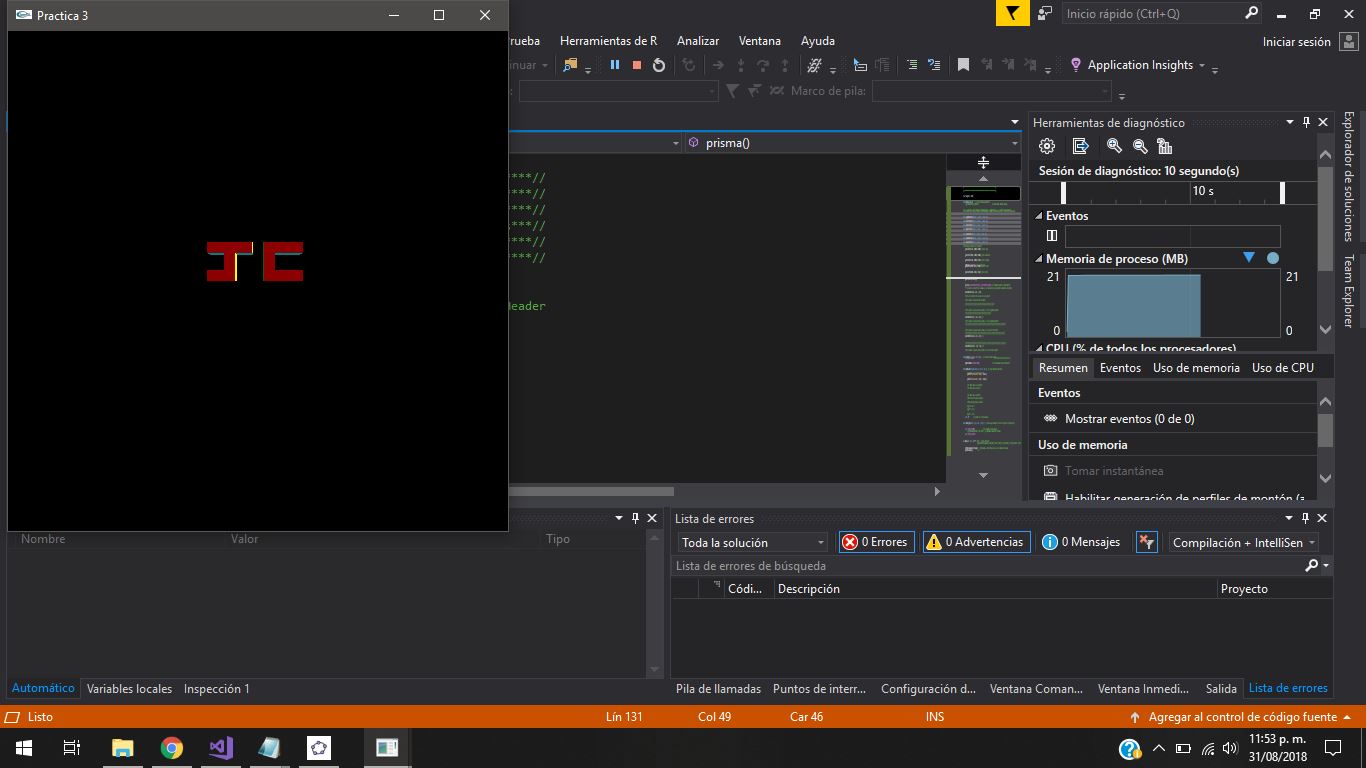 Practica 3
Inicio rápido (Ctrl+Q)
rueba Herramientas de R Analizar Ventana Ayuda
Iniciar sesión
nuar
Application Insights
Marco de pila:
Herramientas de diagnóstico
prisma()
Sesión de diagnóstico: 10 segundo(s)
****//
****//
****//
****//
****//
****//
10 s
Eventos
Memoria de proceso (MB)
21 21
0 0
CPU (% de todos los procesadores)
Resumen Eventos Uso de memoria Uso de CPU
Eventos
Mostrar eventos (0 de 0)
Uso de memoria
Tomar instantánea
Habilitar generación de perfiles de montón (a
Explorador de soluciones
Team Explorer
JC
Header
Nombre Valor Tipo
Lista de errores
Toda la solución 0 Errores 0 Advertencias 0 Mensajes Compilación + IntelliSen
Lista de errores de búsqueda
Códi... Descripción Proyecto
Automático Variables locales Inspección 1
Pila de llamadas Puntos de interr... Configuración d... Ventana Coman... Ventana Inmedi... Salida Lista de errores
Listo Lín 131 Col 49 Car 46 INS Agregar al control de código fuente
11:53 p. m.
31/08/2018